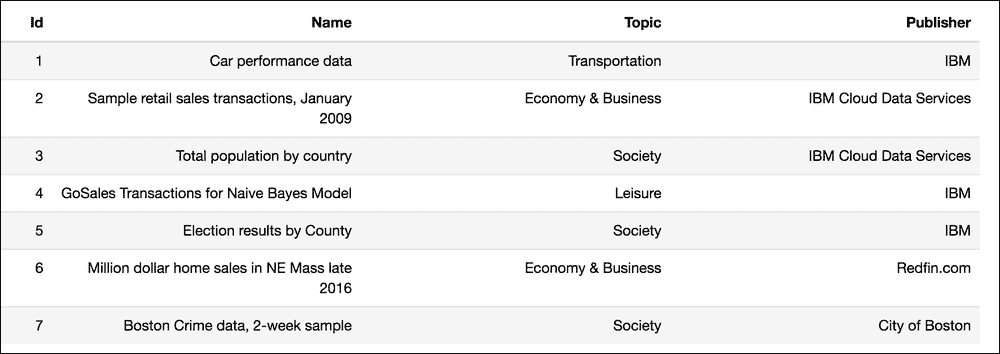 Id Name Topic Publisher
1 Car performance data Transportation IBM
2 Sample retail sales transactions, January Economy & Business IBM Cloud Data Services
2009
3 Total population by country Society IBM Cloud Data Services
4 GoSales Transactions for Naive Bayes Model Leisure IBM
5 Election results by County Society IBM
6 Million dollar home sales in NE Mass late Economy & Business Redfin.com
2016
7 Boston Crime data, 2-week sample Society City of Boston